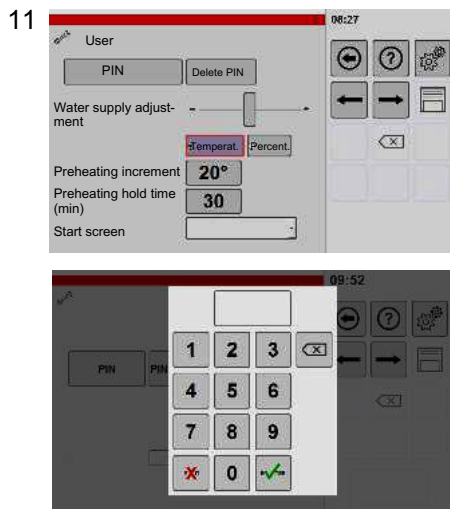 11
08:27
User
PIN Delete PIN
Water supply adjust-
ment
- +
Temperat. Percent.
Preheating increment 20°
Preheating hold time
(min) 30
Start screen
09:52
PIN PIN
1 2 3
4 5 6
7 8 9
0